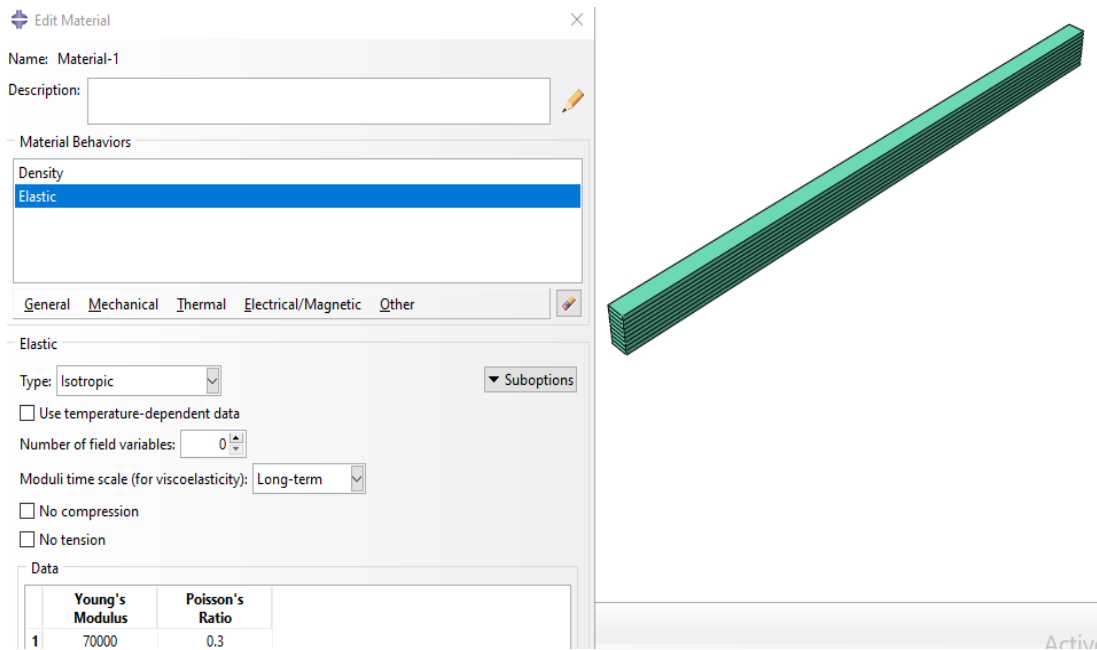 Edit Material
Name: Material-1
Description:
Material Behaviors
Density
Elastic
General Mechanical Thermal Electrical/Magnetic Other
Elastic
Type: Isotropic
Suboptions
Use temperature-dependent data
Number of field variables: 0
Moduli time scale (for viscoelasticity): Long-term
No compression
No tension
Data
Young's Modulus
Poisson's Ratio
1 70000 0.3